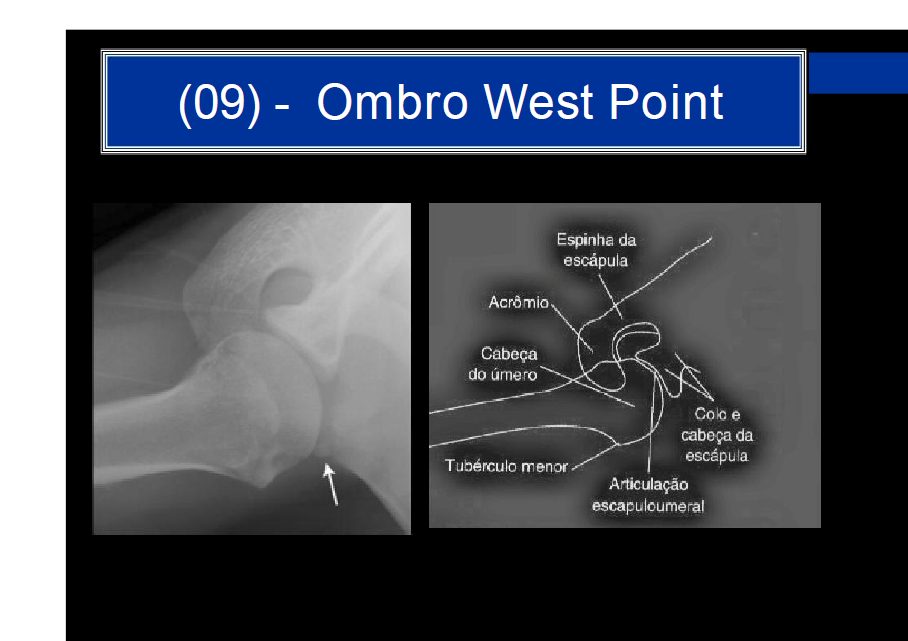 (09) - Ombro West Point
Espinha da
escápula
Acrômio
Cabeça
do úmero
Colo e
cabeça da
escápula
Tubérculo menor
Articulação
escapuloumeral